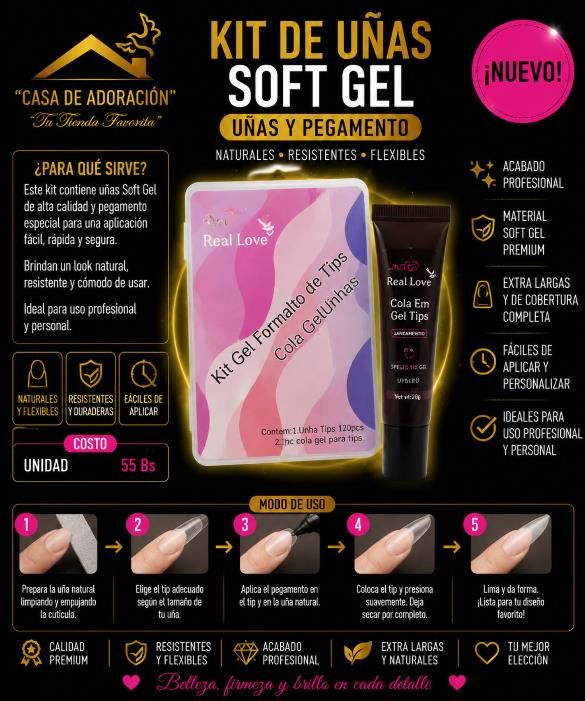 "CASA DE ADORACIÓN"
"Tu Tienda Favorita"
KIT DE UÑAS
SOFT GEL
UÑAS Y PEGAMENTO
NATURALES • RESISTENTES • FLEXIBLES
¡NUEVO!
¿PARA QUÉ SIRVE?
Este kit contiene uñas Soft Gel
de alta calidad y pegamento
especial para una aplicación
fácil, rápida y segura.
Brindan un look natural,
resistente y cómodo de usar.
Ideal para uso profesional
y personal.
NATURALES
Y FLEXIBLES
RESISTENTES
Y DURADERAS
FÁCILES DE
APLICAR
COSTO
UNIDAD 55 Bs
Real Love
Kit Gel Formalto de Tips
Cola GelUnhas
Contem:1.Unha Tips 120pcs
cola gel para tips.
Real Love
Cola Em
Gel Tips
LANCAMENTO
UV&LED
Net wt:20g
ACABADO
PROFESIONAL
MATERIAL
SOFT GEL
PREMIUM
EXTRA LARGAS
Y DE COBERTURA
COMPLETA
FÁCILES DE
APLICAR Y
PERSONALIZAR
IDEALES PARA
USO PROFESIONAL
Y PERSONAL
MODO DE USO
1
Prepara la uña natural
limpiando y empujando
la cutícula.
2
Elige el tip adecuado
según el tamaño de
tu uña.
3
Aplica el pegamento en
el tip y en la uña natural.
4
Coloca el tip y presiona
suavemente. Deja
secar por completo.
5
Lima y da forma.
¡Lista para tu diseño
favorito!
CALIDAD
PREMIUM
RESISTENTES
Y FLEXIBLES
ACABADO
PROFESIONAL
EXTRA LARGAS
Y NATURALES
TU MEJOR
ELECCIÓN
Belleza, firmeza y brillo en cada detalle